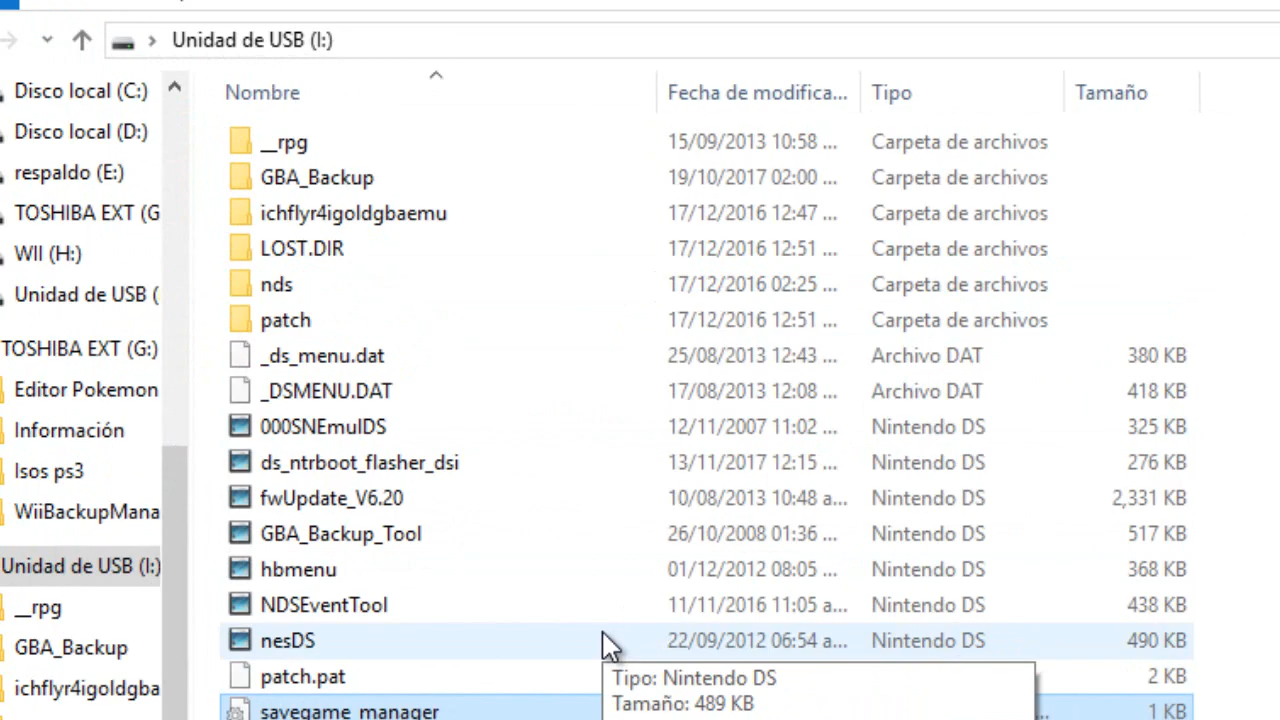 Unidad de USB (I:)
Disco local (C:)
Disco local (D:)
respaldo (E:)
TOSHIBA EXT (G
WII (H:)
Unidad de USB (
TOSHIBA EXT (G:)
Editor Pokemon
Información
Isos ps3
WiiBackupMana
Unidad de USB (I:)
__rpg
GBA_Backup
ichflyr4igoldgba
Nombre Fecha de modifica... Tipo Tamaño
__rpg 15/09/2013 10:58 ... Carpeta de archivos
GBA_Backup 19/10/2017 02:00 ... Carpeta de archivos
ichflyr4igoldgbaemu 17/12/2016 12:47 ... Carpeta de archivos
LOST.DIR 17/12/2016 12:51 ... Carpeta de archivos
nds 17/12/2016 02:25 ... Carpeta de archivos
patch 17/12/2016 12:51 ... Carpeta de archivos
_ds_menu.dat 25/08/2013 12:43 ... Archivo DAT 380 KB
_DSMENU.DAT 17/08/2013 12:08 ... Archivo DAT 418 KB
000SNEmulDS 12/11/2007 11:02 ... Nintendo DS 325 KB
ds_ntrboot_flasher_dsi 13/11/2017 12:15 ... Nintendo DS 276 KB
fwUpdate_V6.20 10/08/2013 10:48 a... Nintendo DS 2,331 KB
GBA_Backup_Tool 26/10/2008 01:36 ... Nintendo DS 517 KB
hbmenu 01/12/2012 08:05 ... Nintendo DS 368 KB
NDSEventTool 11/11/2016 11:05 a... Nintendo DS 438 KB
nesDS 22/09/2012 06:54 a... Nintendo DS 490 KB
patch.pat 2 KB
savegame_manager ... 1 KB
Tipo: Nintendo DS
Tamaño: 489 KB